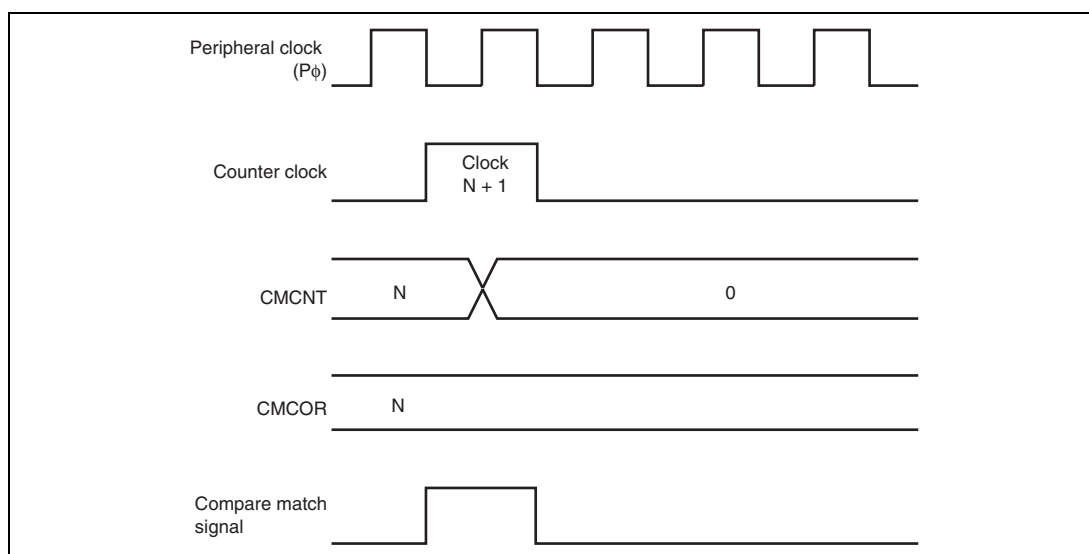 Peripheral clock
(Pϕ)
Counter clock
Clock
N + 1
CMCNT
N
0
CMCOR
N
Compare match
signal